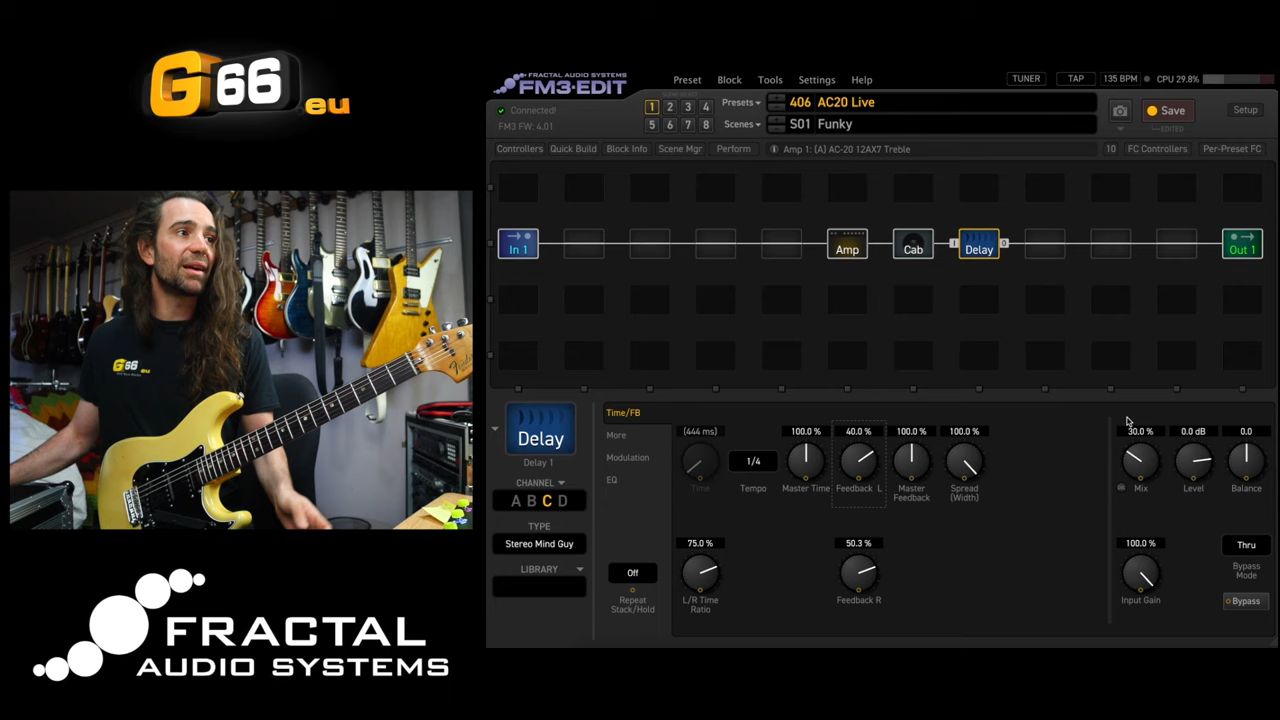 G66
.eu
FRACTAL
AUDIO SYSTEMS
G66.eu
Fender
FRACTAL AUDIO SYSTEMS
FM3-EDIT
Preset Block Tools Settings Help
TUNER TAP 135 BPM CPU 29.8%
Connected!
FM3 FW: 4.01
SCENE SELECT
1 2 3 4
5 6 7 8
Presets 406 AC20 Live
Scenes S01 Funky
Save
EDITED
Setup
Controllers Quick Build Block Info Scene Mgr Perform Amp 1: (A) AC-20 12AX7 Treble 10 FC Controllers Per-Preset FC
In 1 Amp Cab I Delay O Out 1
Delay
Delay 1
CHANNEL
A B C D
TYPE
Stereo Mind Guy
LIBRARY
Time/FB
More
Modulation
EQ
Off
Repeat
Stack/Hold
(444 ms) 100.0 % 40.0 % 100.0 % 100.0 %
1/4
Time Tempo Master Time Feedback L Master
Feedback Spread
(Width)
75.0 % 50.3 %
L/R Time
Ratio Feedback R
30.0 % 0.0 dB 0.0
Mix Level Balance
100.0 %
Input Gain
Thru
Bypass
Mode
Bypass